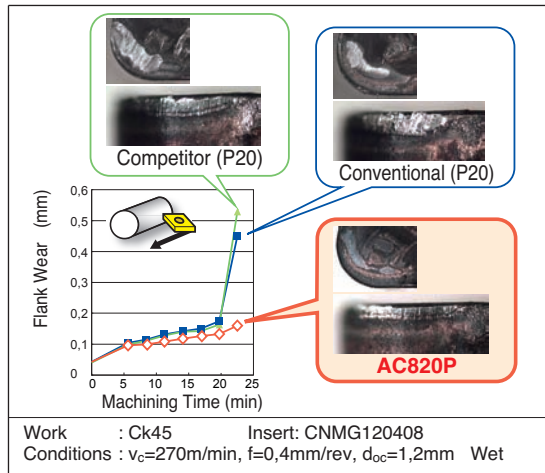 Competitor (P20)
Conventional (P20)
Flank Wear (mm)
0,6
0,5
0,4
0,3
0,2
0,1
0
0 5 10 15 20 25
Machining Time (min)
AC820P
Work : Ck45 Insert: CNMG120408
Conditions : vc=270m/min, f=0,4mm/rev, doc=1,2mm Wet